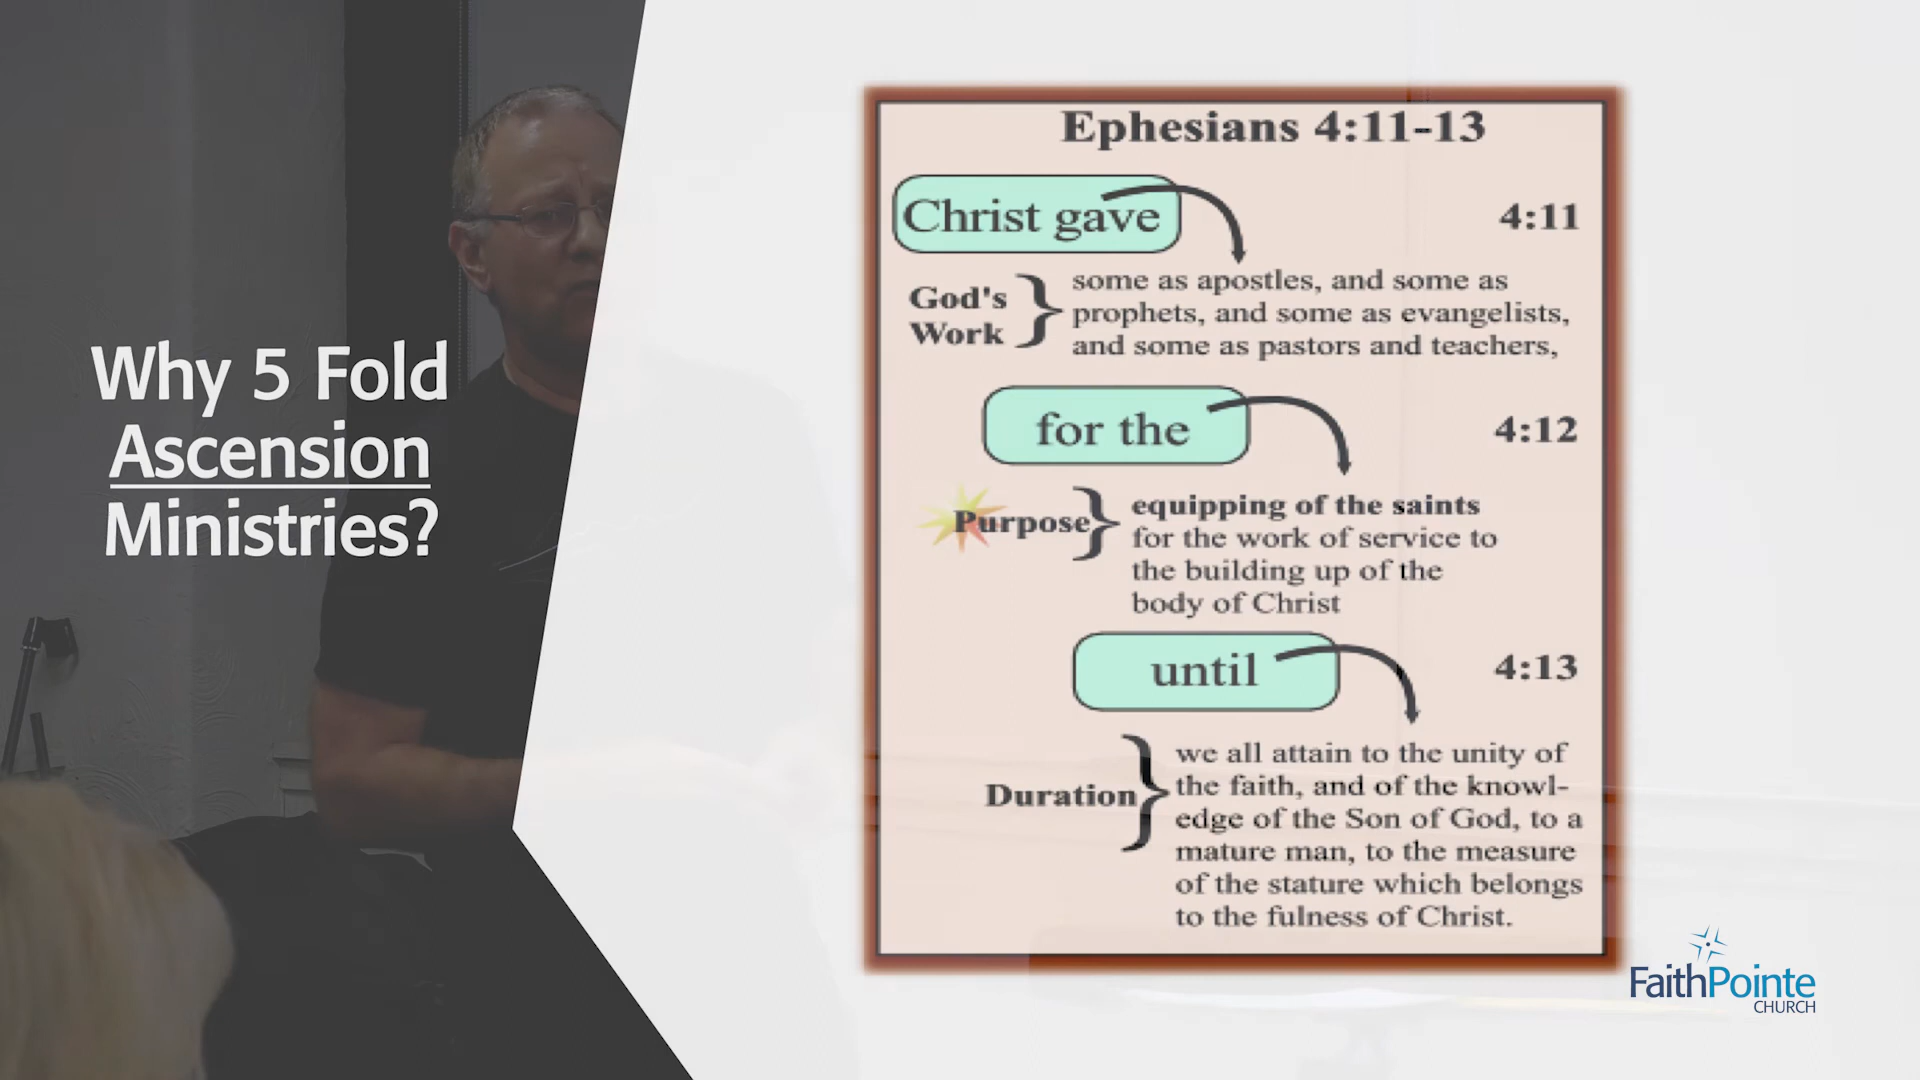 Why 5 Fold
Ascension
Ministries?
Ephesians 4:11-13
Christ gave
4:11
God's
Work
some as apostles, and some as
prophets, and some as evangelists,
and some as pastors and teachers,
for the
4:12
Purpose
equipping of the saints
for the work of service to
the building up of the
body of Christ
until
4:13
Duration
we all attain to the unity of
the faith, and of the knowl-
edge of the Son of God, to a
mature man, to the measure
of the stature which belongs
to the fulness of Christ.
FaithPointe
CHURCH